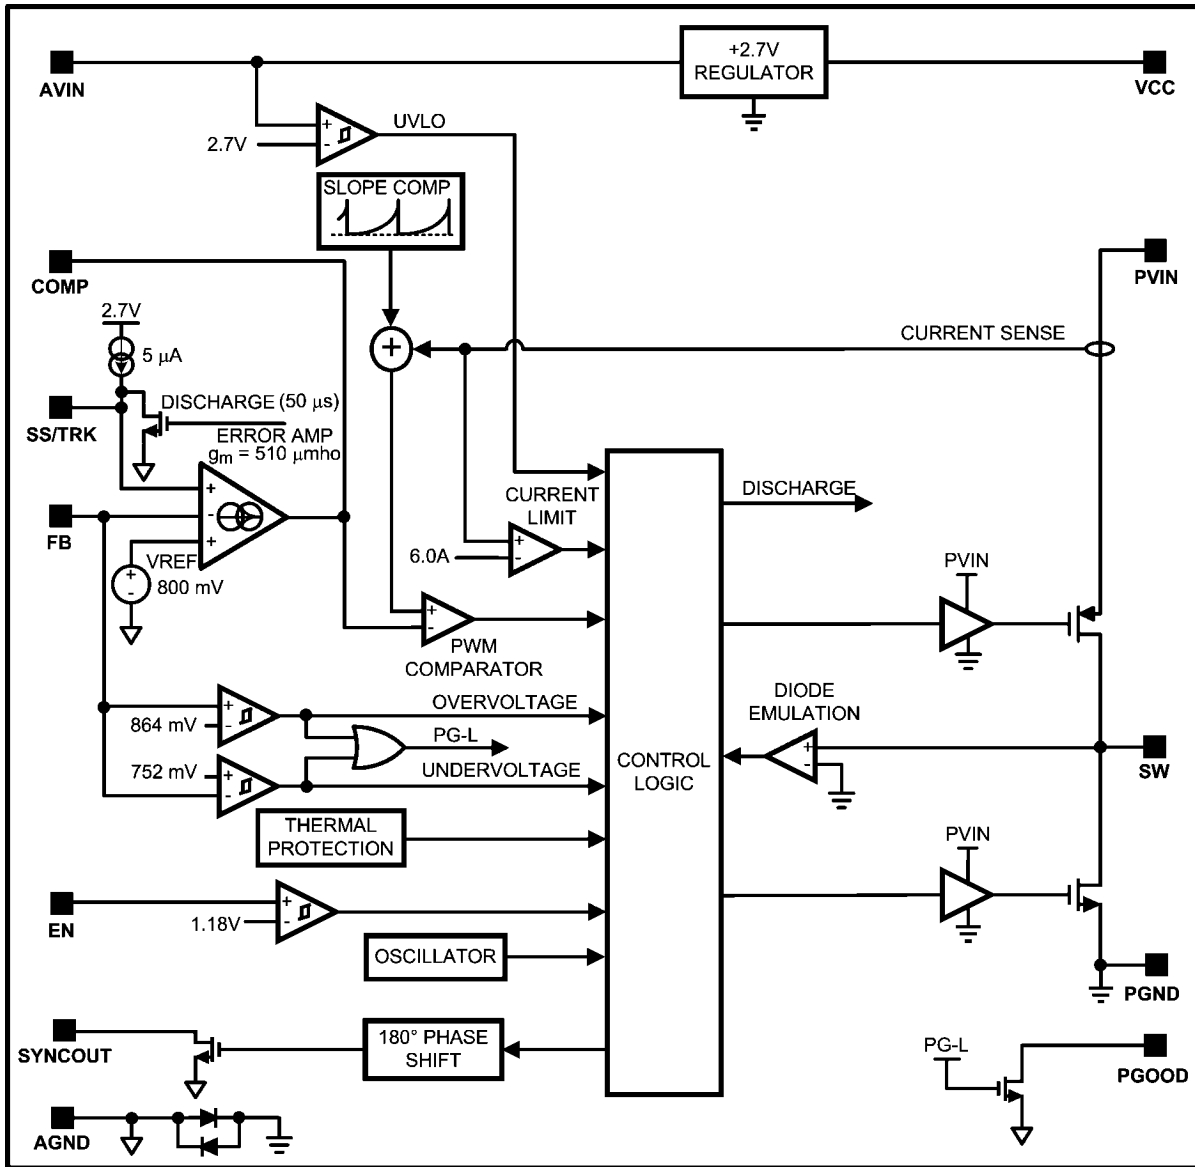 +2.7V
REGULATOR
AVIN
VCC
UVLO
+
-
2.7V
SLOPE COMP
COMP
PVIN
2.7V
5 μA
+
CURRENT SENSE
DISCHARGE (50 μs)
SS/TRK
ERROR AMP
gm = 510 μmho
+
-
+
FB
VREF
800 mV
+
-
CURRENT
LIMIT
+
-
6.0A
DISCHARGE
PVIN
+
-
PWM
COMPARATOR
OVERVOLTAGE
+
-
864 mV
PG-L
752 mV
+
-
UNDERVOLTAGE
CONTROL
LOGIC
DIODE
EMULATION
+
-
SW
THERMAL
PROTECTION
PVIN
EN
+
-
1.18V
OSCILLATOR
PGND
SYNCOUT
180° PHASE
SHIFT
PG-L
PGOOD
AGND